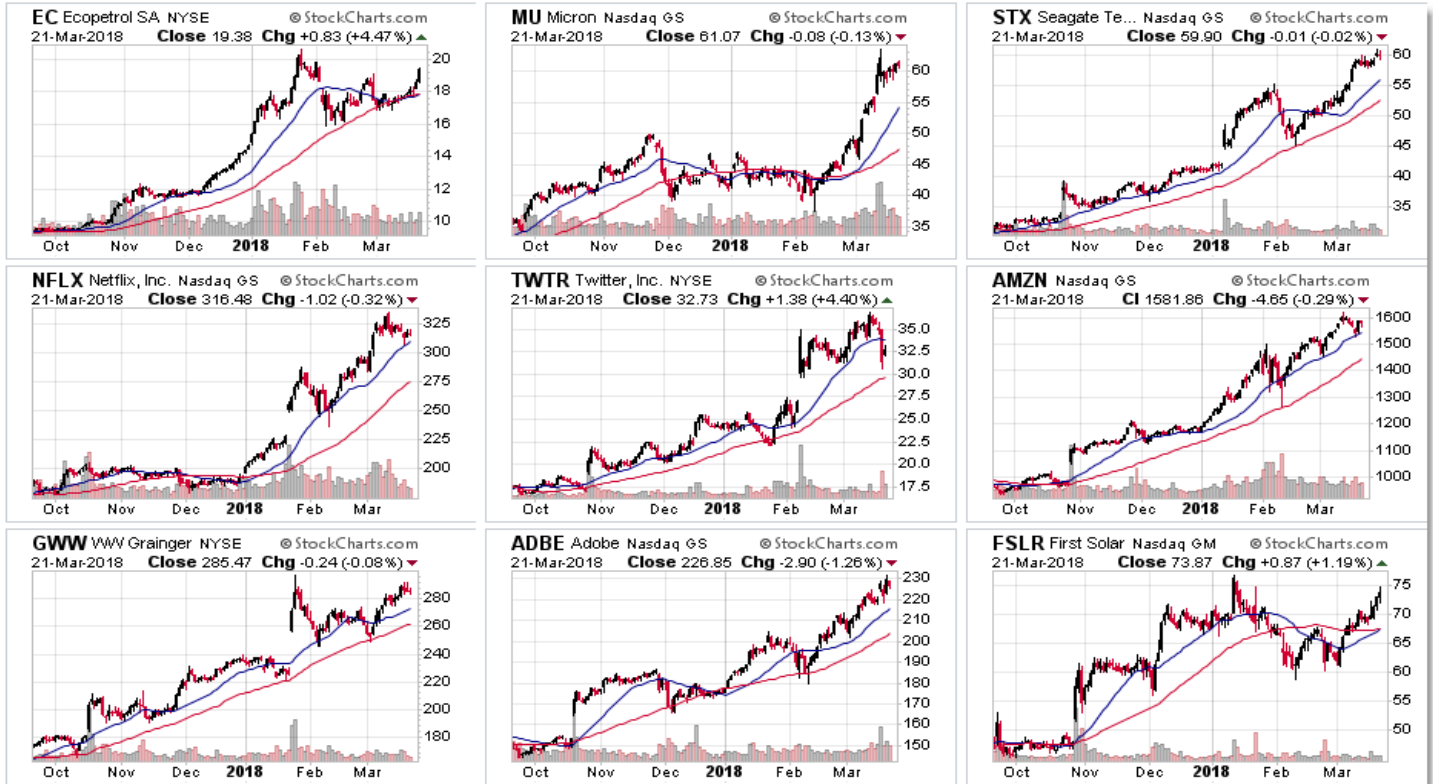 EC Ecopetrol SA NYSE © StockCharts.com
21-Mar-2018 Close 19.38 Chg +0.83 (+4.47%)
20
18
16
14
12
10
Oct Nov Dec 2018 Feb Mar
MU Micron Nasdaq GS © StockCharts.com
21-Mar-2018 Close 61.07 Chg -0.08 (-0.13%)
60
55
50
45
40
35
Oct Nov Dec 2018 Feb Mar
STX Seagate Te... Nasdaq GS © StockCharts.com
21-Mar-2018 Close 59.90 Chg -0.01 (-0.02%)
60
55
50
45
40
35
Oct Nov Dec 2018 Feb Mar
NFLX Netflix, Inc. Nasdaq GS © StockCharts.com
21-Mar-2018 Close 316.48 Chg -1.02 (-0.32%)
325
300
275
250
225
200
Oct Nov Dec 2018 Feb Mar
TWTR Twitter, Inc. NYSE © StockCharts.com
21-Mar-2018 Close 32.73 Chg +1.38 (+4.40%)
35.0
32.5
30.0
27.5
25.0
22.5
20.0
17.5
Oct Nov Dec 2018 Feb Mar
AMZN Nasdaq GS © StockCharts.com
21-Mar-2018 Cl 1581.86 Chg -4.65 (-0.29%)
1600
1500
1400
1300
1200
1100
1000
Oct Nov Dec 2018 Feb Mar
GWW WW Grainger NYSE © StockCharts.com
21-Mar-2018 Close 285.47 Chg -0.24 (-0.08%)
280
260
240
220
200
180
Oct Nov Dec 2018 Feb Mar
ADBE Adobe Nasdaq GS © StockCharts.com
21-Mar-2018 Close 226.85 Chg -2.90 (-1.26%)
230
220
210
200
190
180
170
160
150
Oct Nov Dec 2018 Feb Mar
FSLR First Solar Nasdaq GM © StockCharts.com
21-Mar-2018 Close 73.87 Chg +0.87 (+1.19%)
75
70
65
60
55
50
Oct Nov Dec 2018 Feb Mar